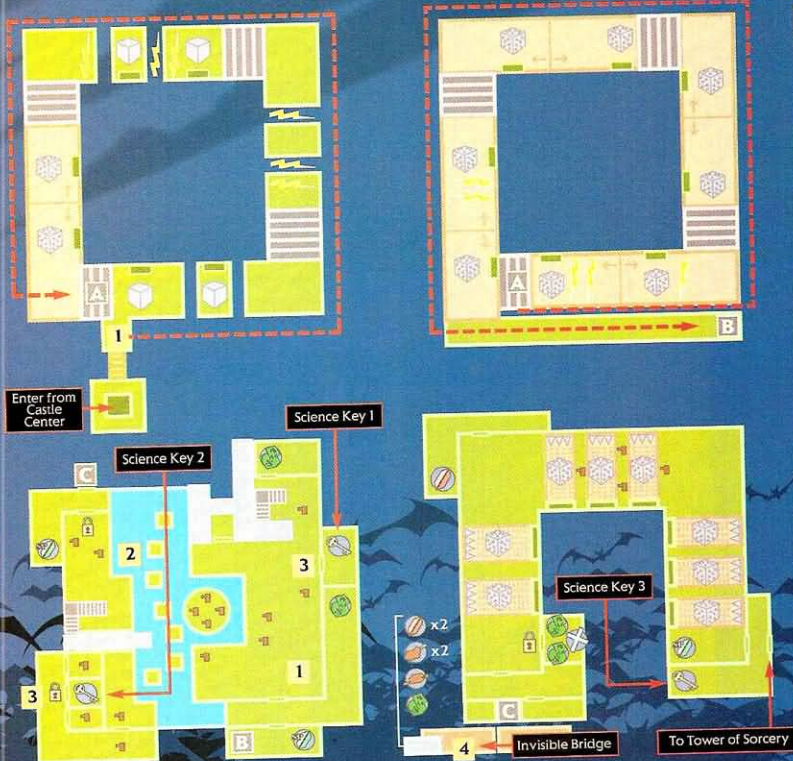 A
A
1
B
Enter from
Castle
Center
Science Key 1
Science Key 2
C
2
3
Science Key 3
x2
x2
3
1
B
C
4
Invisible Bridge
To Tower of Sorcery